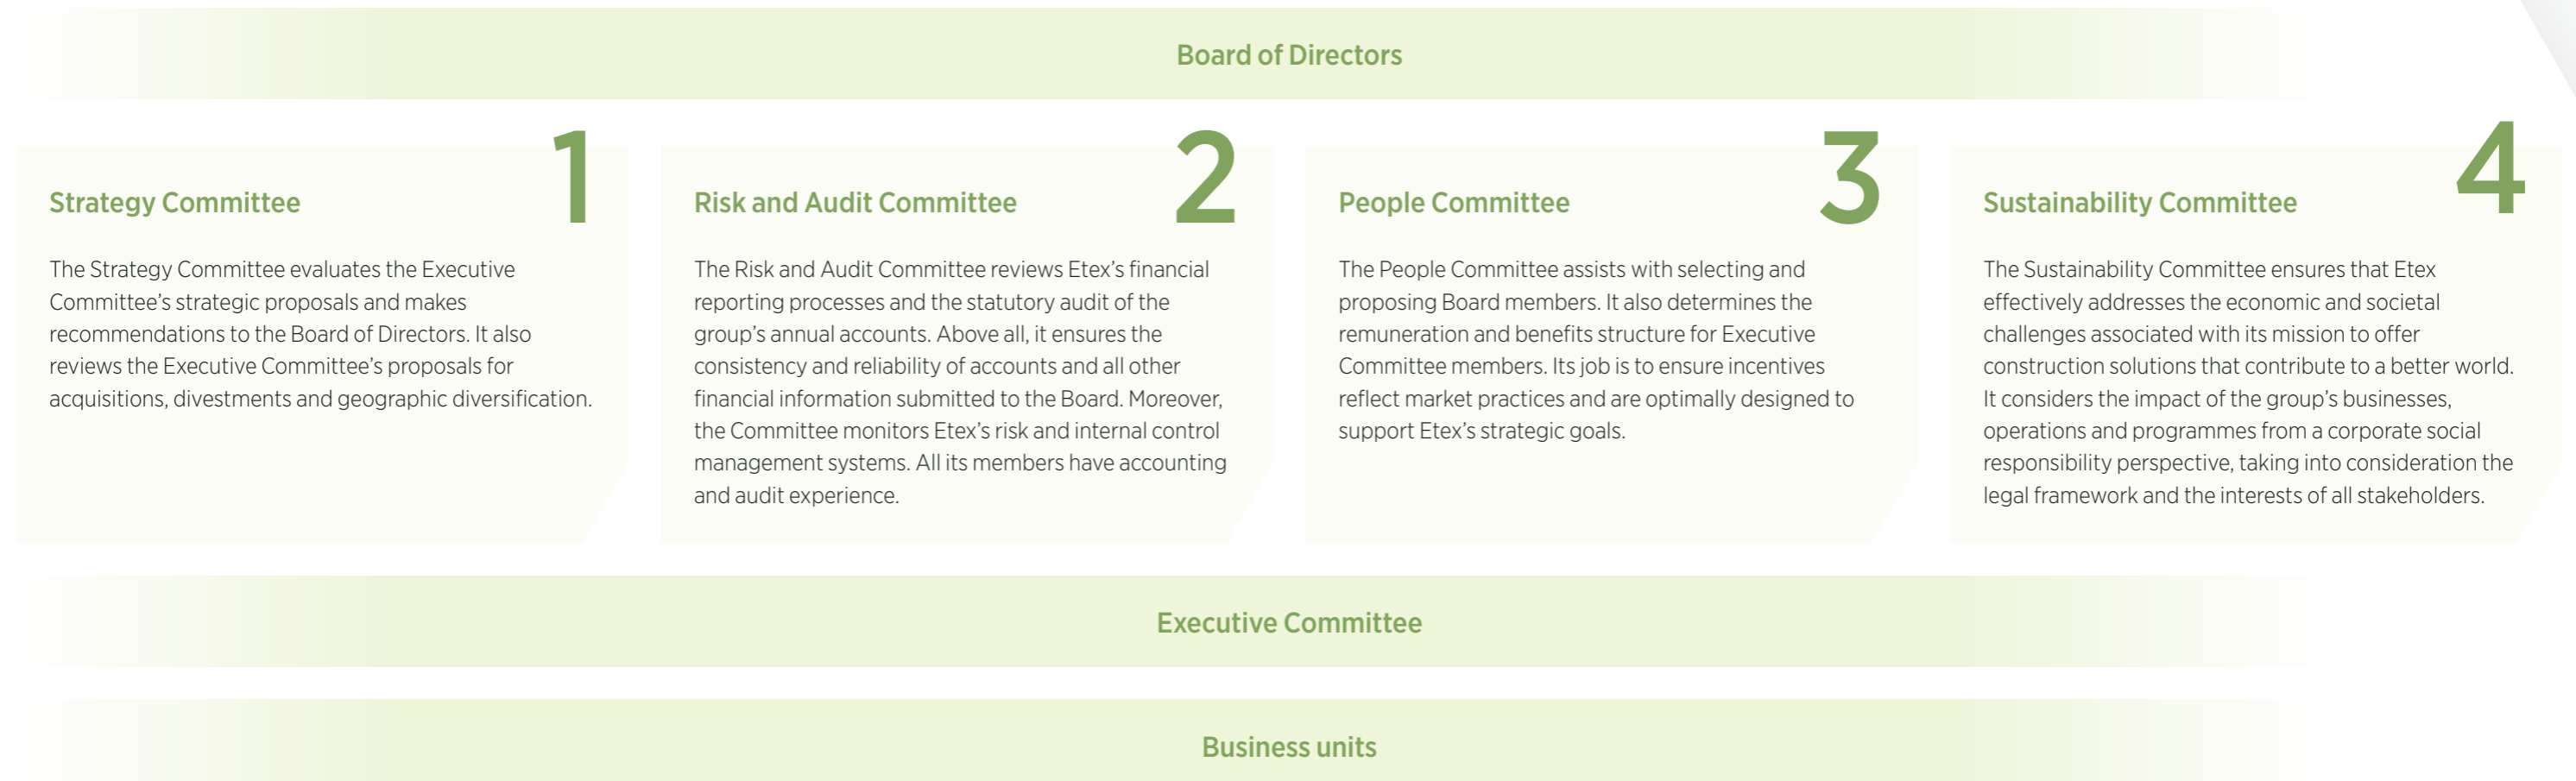 Board of Directors
1
Strategy Committee
The Strategy Committee evaluates the Executive
Committee’s strategic proposals and makes
recommendations to the Board of Directors. It also
reviews the Executive Committee’s proposals for
acquisitions, divestments and geographic diversification.
2
Risk and Audit Committee
The Risk and Audit Committee reviews Etex’s financial
reporting processes and the statutory audit of the
group’s annual accounts. Above all, it ensures the
consistency and reliability of accounts and all other
financial information submitted to the Board. Moreover,
the Committee monitors Etex’s risk and internal control
management systems. All its members have accounting
and audit experience.
3
People Committee
The People Committee assists with selecting and
proposing Board members. It also determines the
remuneration and benefits structure for Executive
Committee members. Its job is to ensure incentives
reflect market practices and are optimally designed to
support Etex’s strategic goals.
4
Sustainability Committee
The Sustainability Committee ensures that Etex
effectively addresses the economic and societal
challenges associated with its mission to offer
construction solutions that contribute to a better world.
It considers the impact of the group’s businesses,
operations and programmes from a corporate social
responsibility perspective, taking into consideration the
legal framework and the interests of all stakeholders.
Executive Committee
Business units